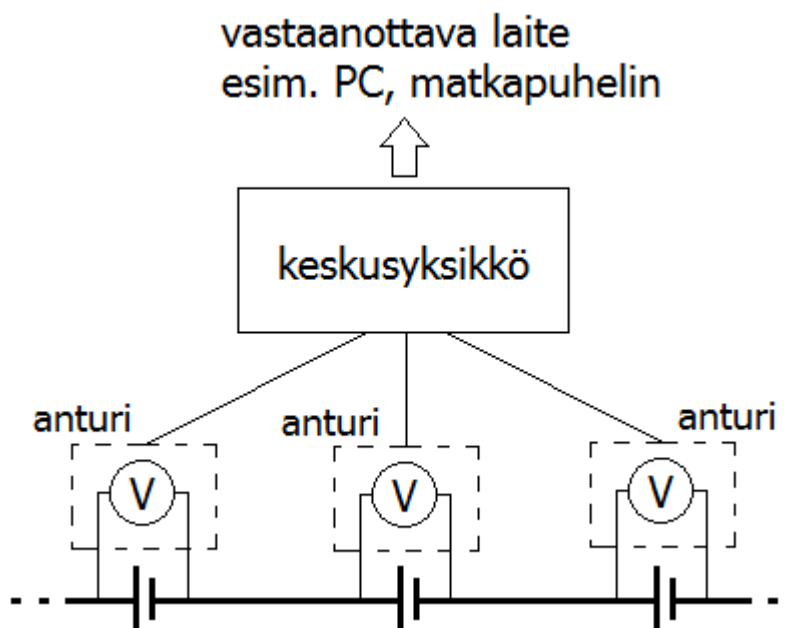 vastaanottava laite
esim. PC, matkapuhelin
keskusyksikkö
anturi
anturi
anturi
V
V
V